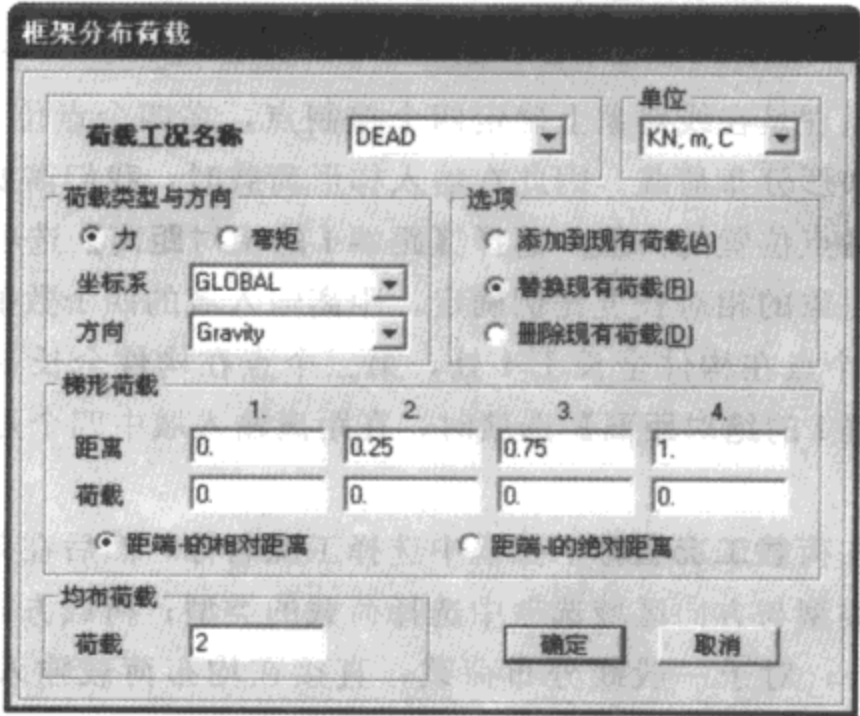 框架分布荷载
单位
荷载工况名称 DEAD KN, m, C
荷载类型与方向 选项
力 弯矩 添加到现有荷载(A)
坐标系 GLOBAL 替换现有荷载(R)
方向 Gravity 删除现有荷载(D)
梯形荷载
1. 2. 3. 4.
距离 0. 0.25 0.75 1.
荷载 0. 0. 0. 0.
距端-I的相对距离 距端-I的绝对距离
均布荷载
荷载 2 确定 取消